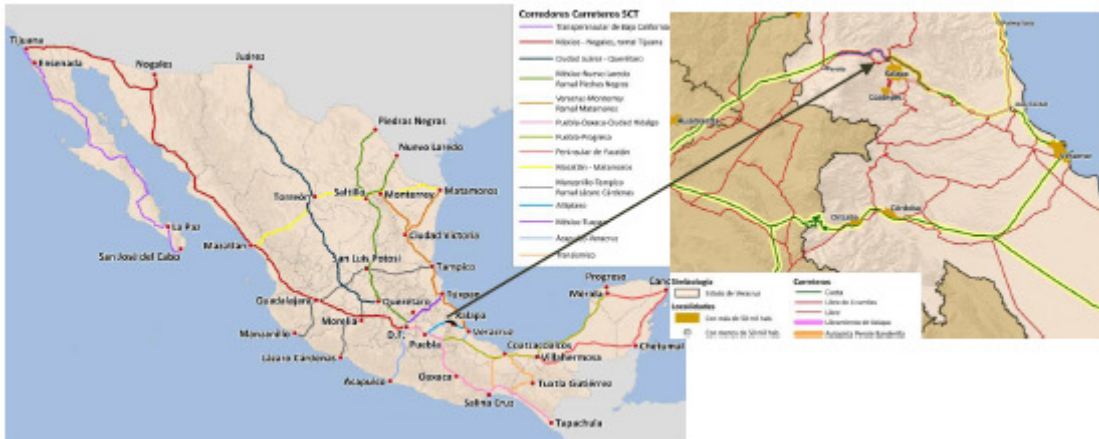 Corredores Carreteros SCT
Transpeninsular de Baja California
México - Nogales, ramal Tijuana
Ciudad Juárez - Querétaro
México-Nuevo Laredo
Ramal Piedras Negras
Veracruz-Monterrey
Ramal Matamoros
Puebla-Oaxaca-Ciudad Hidalgo
Puebla-Progreso
Peninsular de Yucatán
Mazatlán - Matamoros
Manzanillo-Tampico
Ramal Lázaro Cárdenas
Altiplano
México-Tuxpan
Acapulco-Veracruz
Transístmico
Tijuana
Ensenada
Nogales
Juárez
Piedras Negras
Nuevo Laredo
Torreón
Saltillo
Monterrey
Matamoros
La Paz
San José del Cabo
Mazatlán
Ciudad Victoria
San Luis Potosí
Tampico
Guadalajara
Querétaro
Tuxpan
Manzanillo
Morelia
D.F.
Xalapa
Veracruz
Puebla
Lázaro Cárdenas
Acapulco
Oaxaca
Coatzacoalcos
Villahermosa
Salina Cruz
Tuxtla Gutiérrez
Tapachula
Progreso
Mérida
Canc
Chetumal
Perote
Xalapa
Coatepec
Veracruz
Orizaba
Córdoba
Simbología
Estado de Veracruz
Localidades
Con más de 50 mil hab.
Con menos de 50 mil hab.
Carreteras
Cuota
Libre de 4 carriles
Libre
Libramiento de Xalapa
Autopista Perote-Banderilla